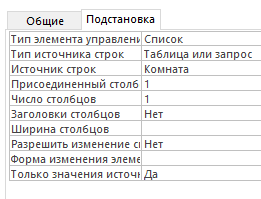 Общие Подстановка
Тип элемента управлени Список
Тип источника строк Таблица или запрос
Источник строк Комната
Присоединенный столб 1
Число столбцов 1
Заголовки столбцов Нет
Ширина столбцов
Разрешить изменение сп Нет
Форма изменения элеме
Только значения источн Да